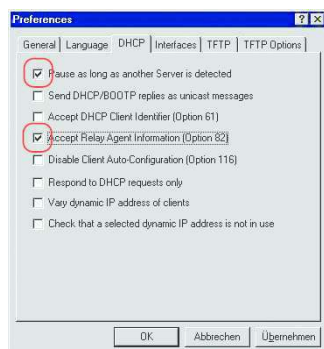 Preferences
General Language DHCP Interfaces TFTP TFTP Options
Pause as long as another Server is detected
Send DHCP/BOOTP replies as unicast messages
Accept DHCP Client Identifier (Option 61)
Accept Relay Agent Information (Option 82)
Disable Client Auto-Configuration (Option 116)
Respond to DHCP requests only
Vary dynamic IP address of clients
Check that a selected dynamic IP address is not in use
OK Abbrechen Übernehmen